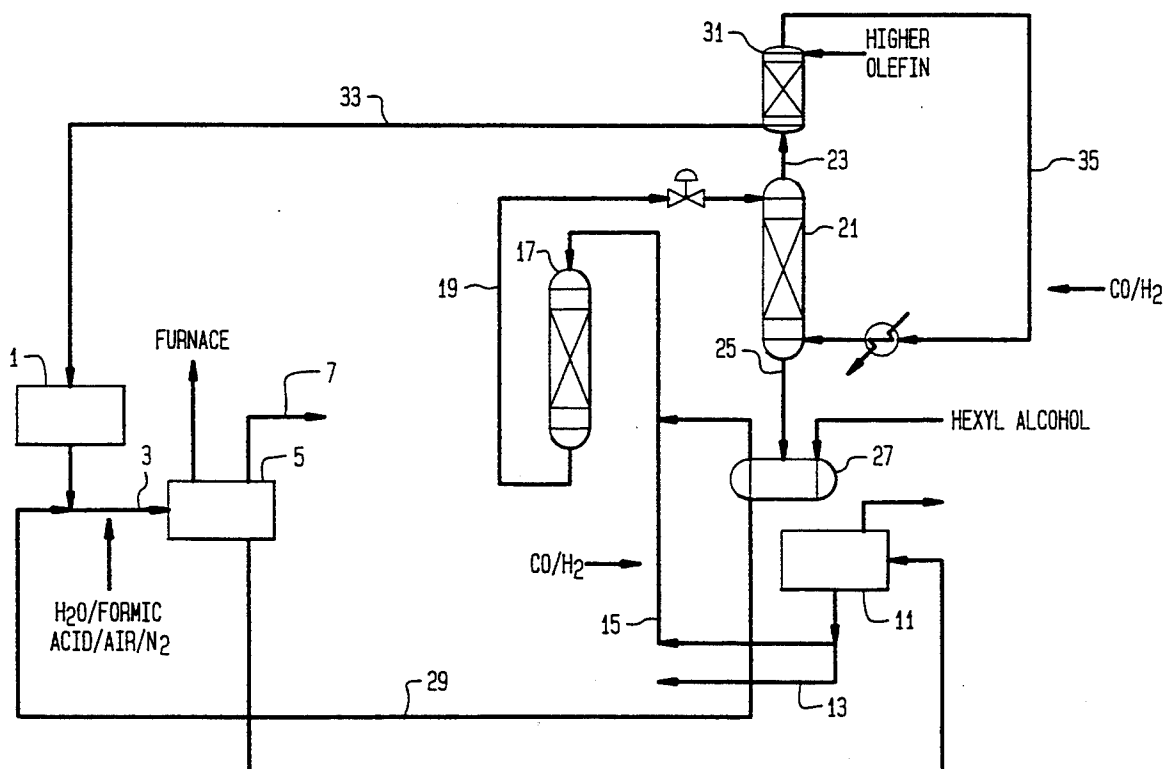 31
HIGHER
OLEFIN
33
23
35
21
17
19
CO/H2
FURNACE
1
7
25
3
5
HEXYL ALCOHOL
27
CO/H2
H2O/FORMIC
ACID/AIR/N2
15
11
29
13